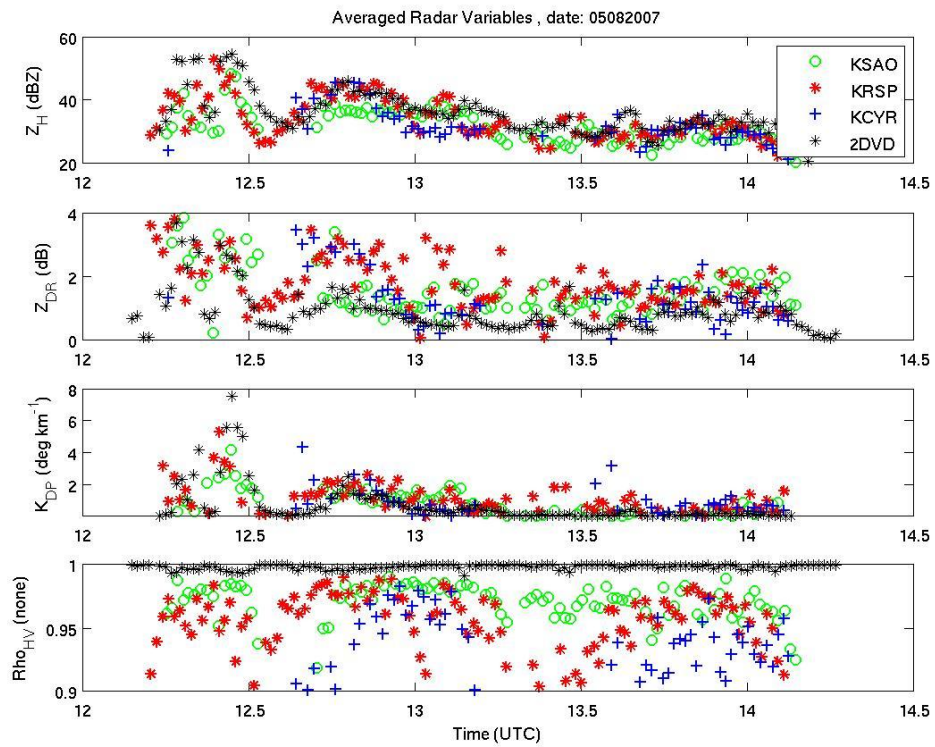 Averaged Radar Variables , date: 05082007
Z_H (dBZ)
60
40
20
12 12.5 13 13.5 14 14.5
KSAO
KRSP
KCYR
2DVD
Z_DR (dB)
4
2
0
12 12.5 13 13.5 14 14.5
K_DP (deg km^-1)
8
6
4
2
12 12.5 13 13.5 14 14.5
Rho_HV (none)
1
0.95
0.9
12 12.5 13 13.5 14 14.5
Time (UTC)